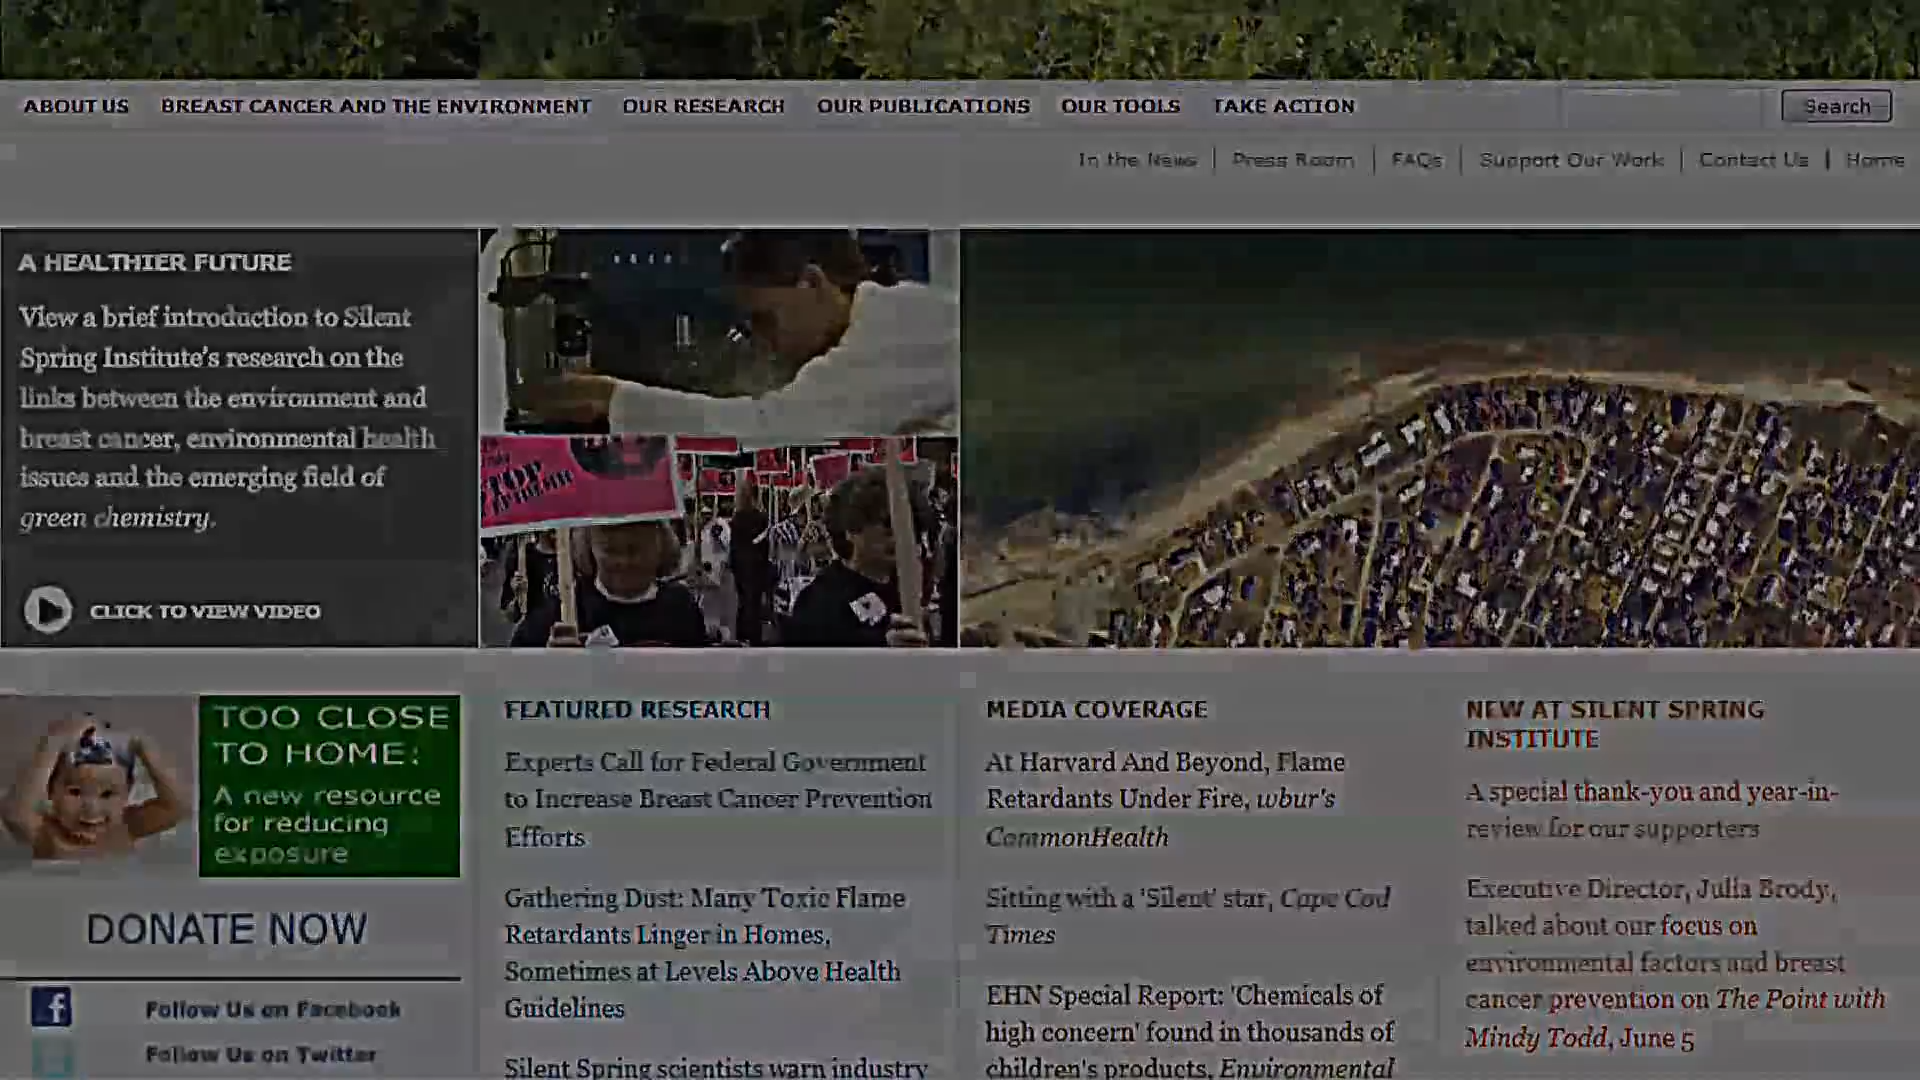 ABOUT US BREAST CANCER AND THE ENVIRONMENT OUR RESEARCH OUR PUBLICATIONS OUR TOOLS TAKE ACTION Search
In the News | Press Room | FAQs | Support Our Work | Contact Us | Home
A HEALTHIER FUTURE
View a brief introduction to Silent
Spring Institute's research on the
links between the environment and
breast cancer, environmental health
issues and the emerging field of
green chemistry.
CLICK TO VIEW VIDEO
TOO CLOSE
TO HOME:
A new resource
for reducing
exposure
DONATE NOW
Follow Us on Facebook
Follow Us on Twitter
FEATURED RESEARCH
Experts Call for Federal Government
to Increase Breast Cancer Prevention
Efforts
Gathering Dust: Many Toxic Flame
Retardants Linger in Homes,
Sometimes at Levels Above Health
Guidelines
Silent Spring scientists warn industry
MEDIA COVERAGE
At Harvard And Beyond, Flame
Retardants Under Fire, wbur's
CommonHealth
Sitting with a 'Silent' star, Cape Cod
Times
EHN Special Report: 'Chemicals of
high concern' found in thousands of
children's products, Environmental
NEW AT SILENT SPRING
INSTITUTE
A special thank-you and year-in-
review for our supporters
Executive Director, Julia Brody,
talked about our focus on
environmental factors and breast
cancer prevention on The Point with
Mindy Todd, June 5